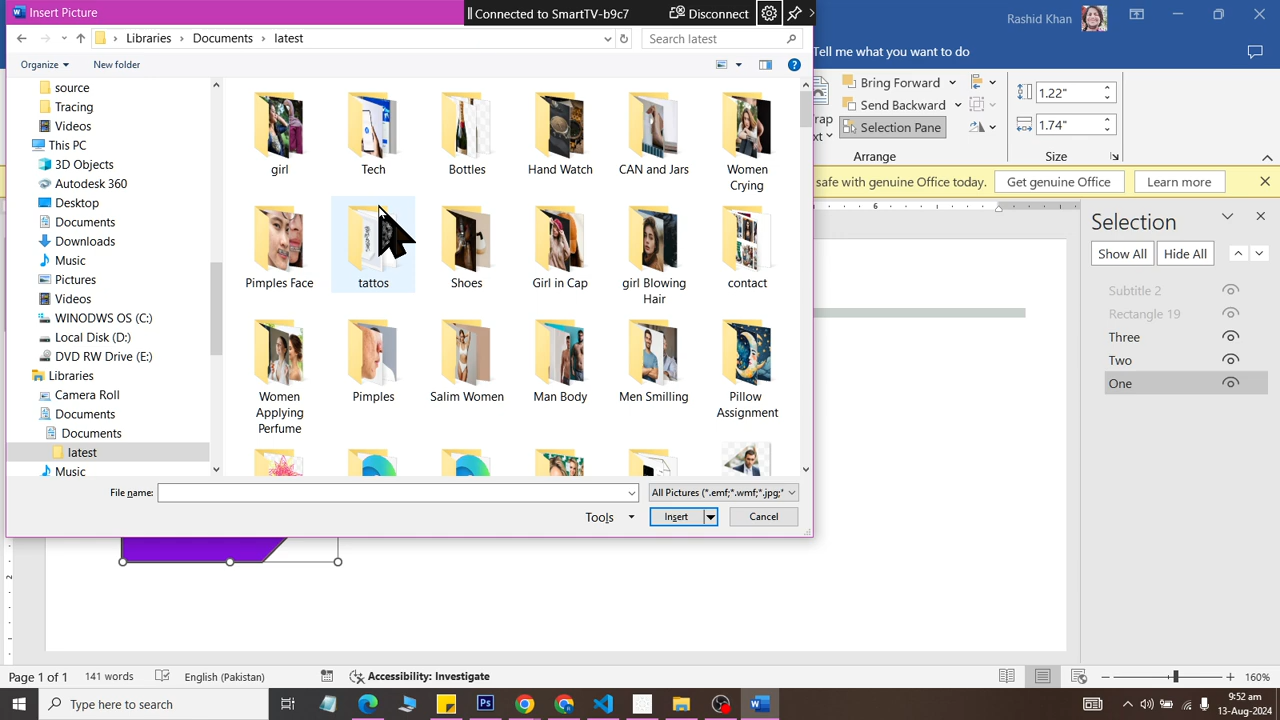 Insert Picture
Connected to SmartTV-b9c7
Disconnect
Rashid Khan
Libraries
Documents
latest
Search latest
Tell me what you want to do
Organize
New folder
Bring Forward
Send Backward
Selection Pane
1.22"
1.74"
Arrange
Size
source
Tracing
Videos
This PC
3D Objects
Autodesk 360
Desktop
Documents
Downloads
Music
Pictures
Videos
WINODWS OS (C:)
Local Disk (D:)
DVD RW Drive (E:)
Libraries
Camera Roll
Documents
Documents
latest
Music
girl
Tech
Bottles
Hand Watch
CAN and Jars
Women Crying
Pimples Face
tattos
Shoes
Girl in Cap
girl Blowing Hair
contact
Women Applying Perfume
Pimples
Salim Women
Man Body
Men Smilling
Pillow Assignment
safe with genuine Office today.
Get genuine Office
Learn more
6
7
Selection
Show All
Hide All
Subtitle 2
Rectangle 19
Three
Two
One
File name:
All Pictures (*.emf;*.wmf;*.jpg;*
Tools
Insert
Cancel
2
Page 1 of 1
141 words
English (Pakistan)
Accessibility: Investigate
160%
Type here to search
9:52 am
13-Aug-2024